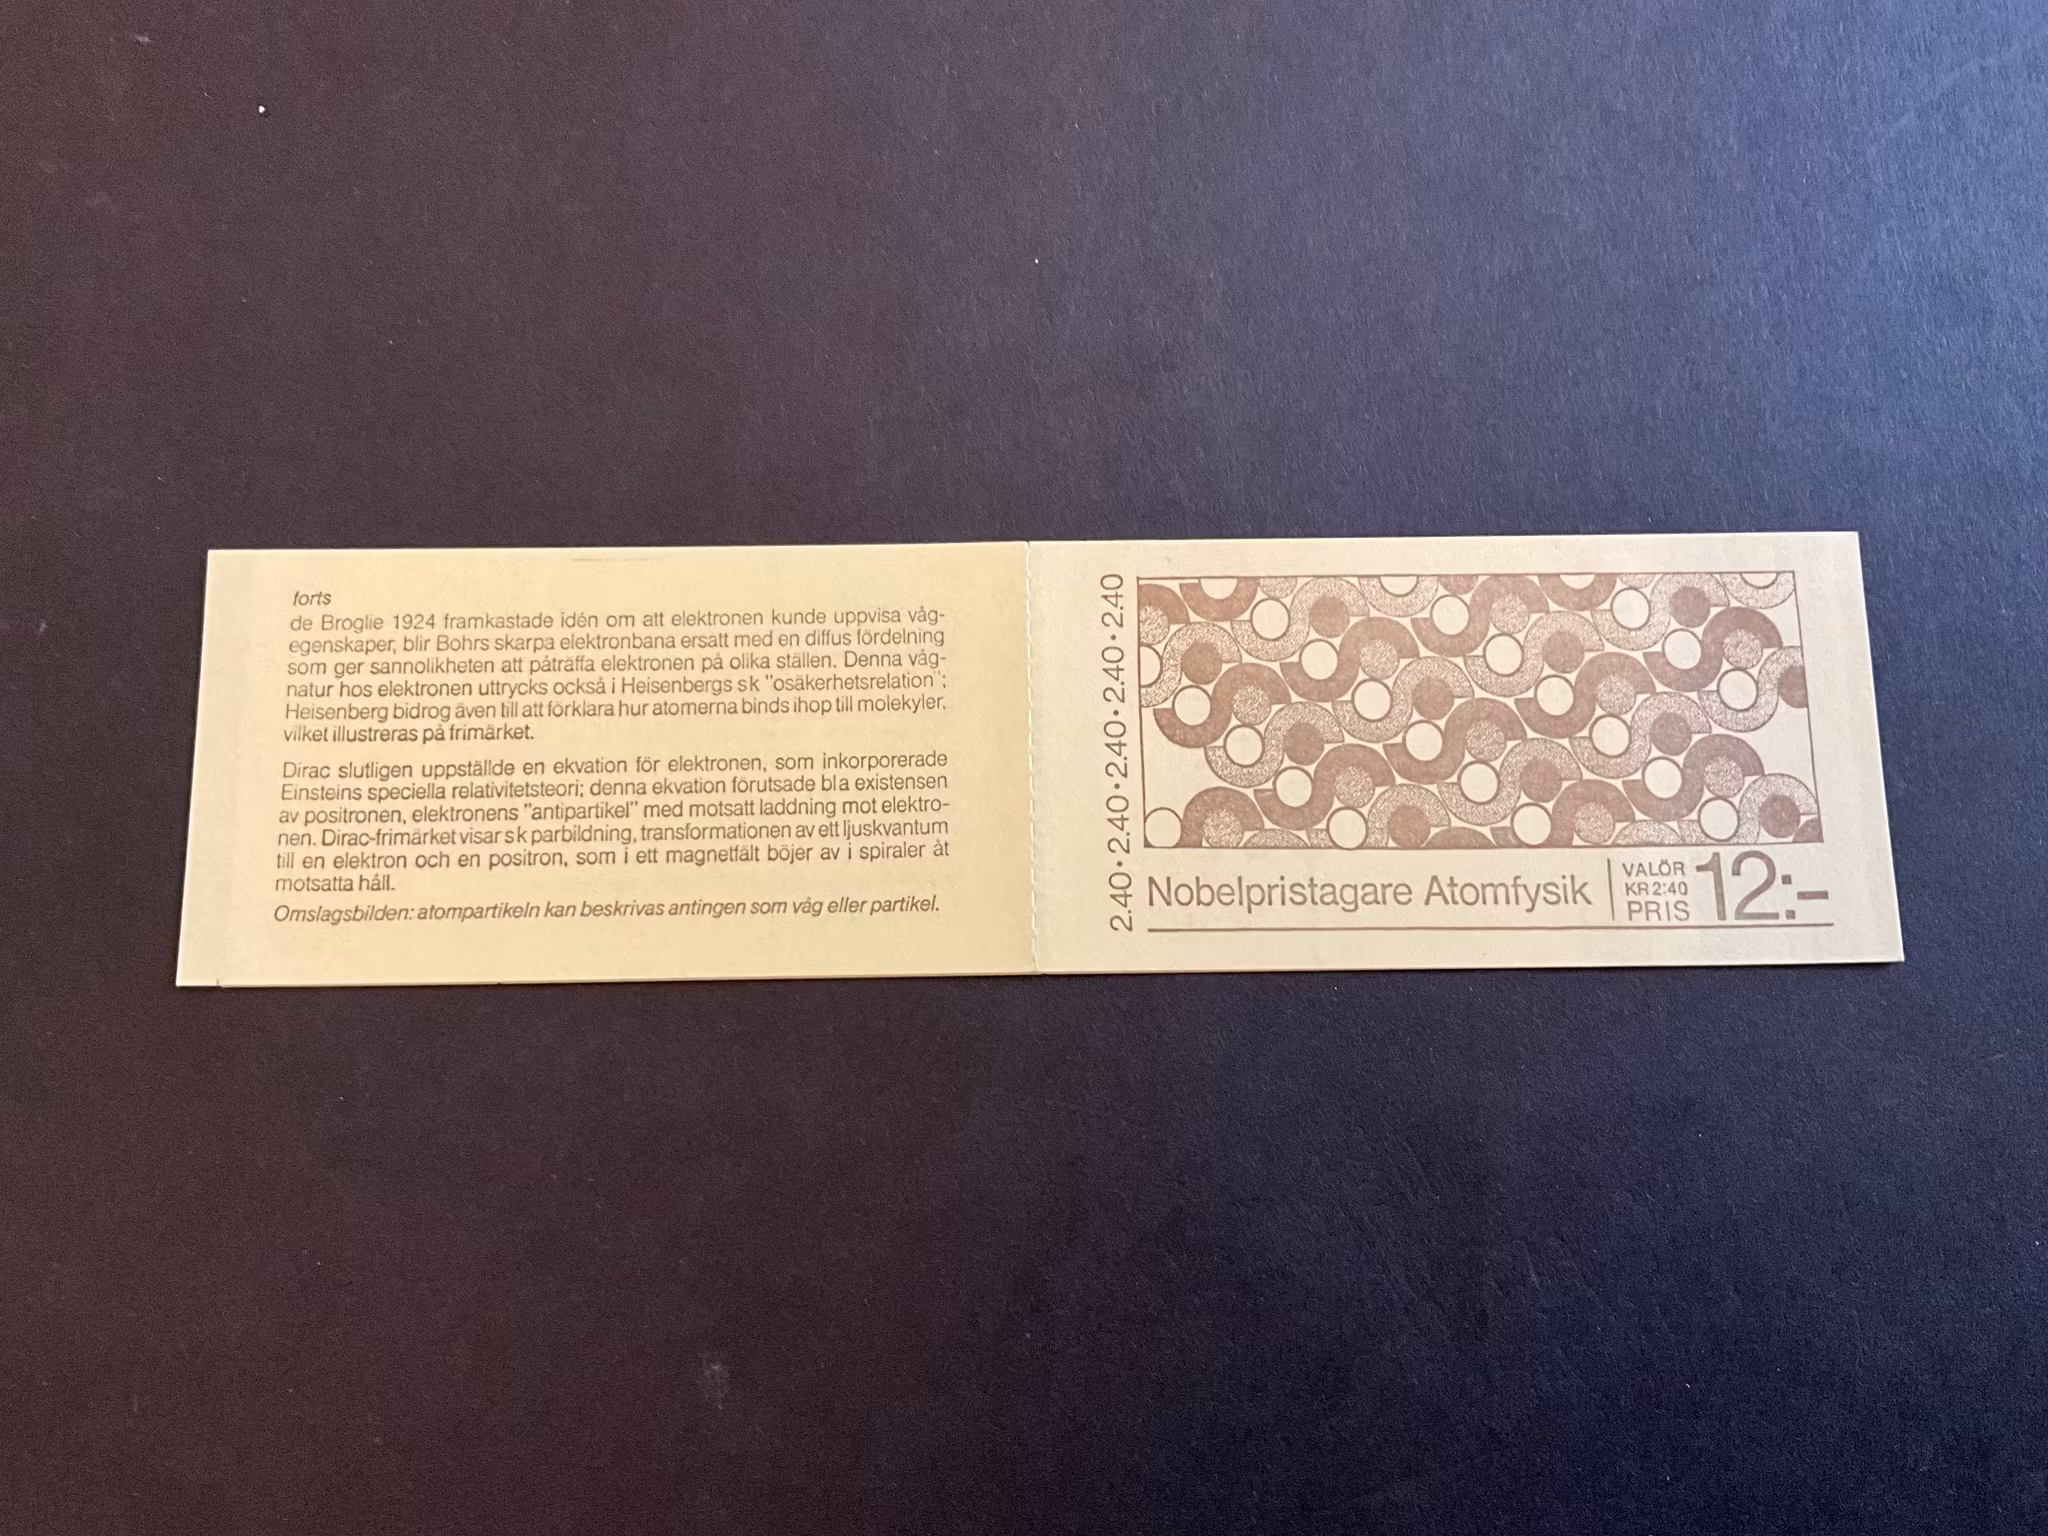 forts
de Broglie 1924 framkastade idén om att elektronen kunde uppvisa våg-
egenskaper, blir Bohrs skarpa elektronbana ersatt med en diffus fördelning
som ger sannolikheten att påträffa elektronen på olika ställen. Denna våg-
natur hos elektronen uttrycks också i Heisenbergs s k "osäkerhetsrelation";
Heisenberg bidrog även till att förklara hur atomerna binds ihop till molekyler,
vilket illustreras på frimärket.
Dirac slutligen uppställde en ekvation för elektronen, som inkorporerade
Einsteins speciella relativitetsteori; denna ekvation förutsade bl a existensen
av positronen, elektronens "antipartikel" med motsatt laddning mot elektro-
nen. Dirac-frimärket visar s k parbildning, transformationen av ett ljuskvantum
till en elektron och en positron, som i ett magnetfält böjer av i spiraler åt
motsatta håll.
Omslagsbilden: atompartikeln kan beskrivas antingen som våg eller partikel.
2.40•2.40•2.40•2.40•2.40
Nobelpristagare Atomfysik
VALÖR
KR 2:40
PRIS 12:-